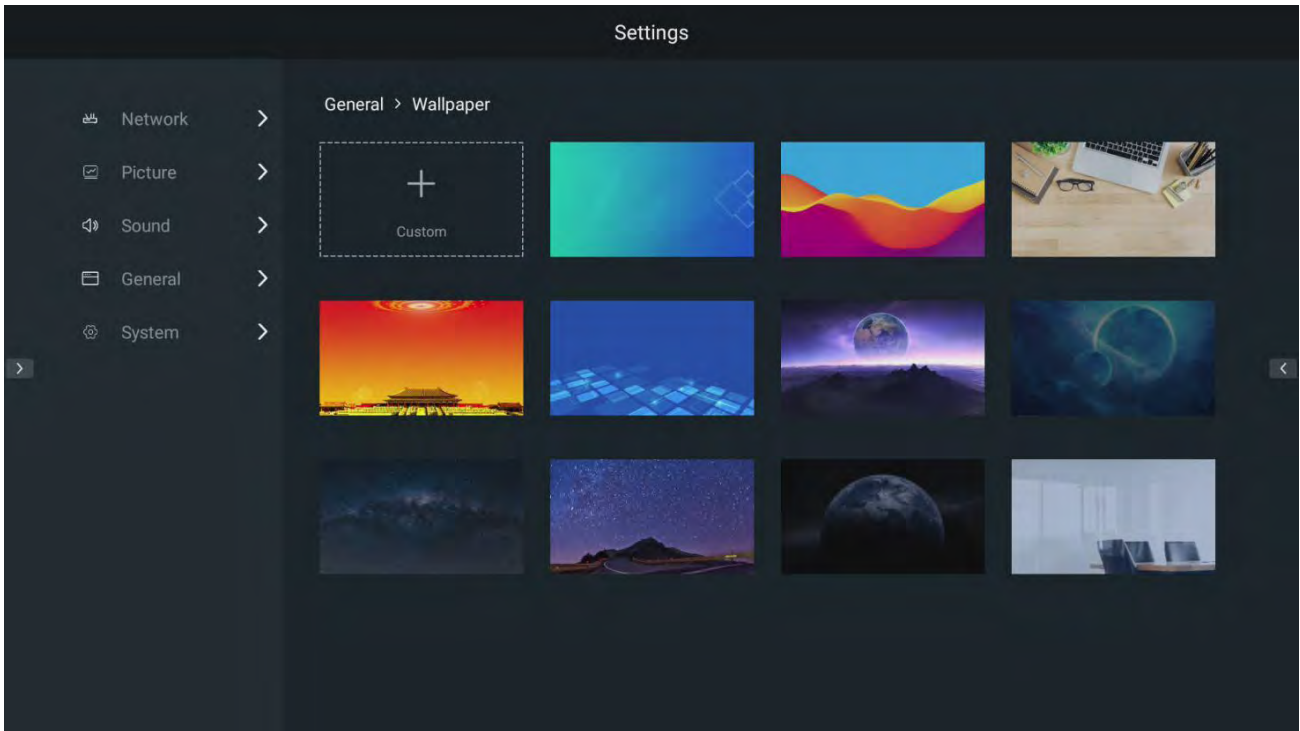 Settings
Network
Picture
Sound
General
System
General > Wallpaper
Custom